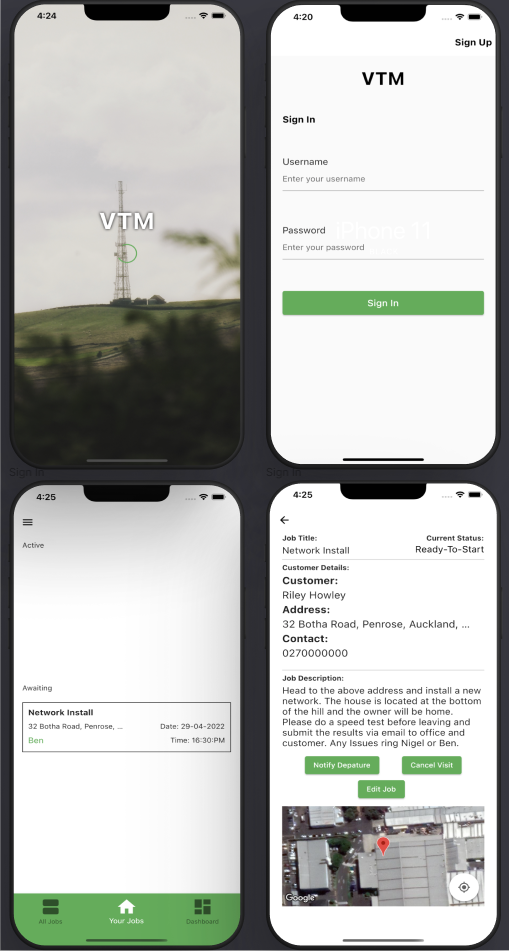 4:24
VTM
4:20
Sign Up
VTM
Sign In
Username
Enter your username
iPhone 11
Password
Enter your password
Sign In
Sign In
Sign In
4:25
Active
Awaiting
Network Install
32 Botha Road, Penrose, ... Date: 29-04-2022
Ben Time: 16:30:PM
All Jobs Your Jobs Dashboard
4:25
Job Title: Current Status:
Network Install Ready-To-Start
Customer Details:
Customer:
Riley Howley
Address:
32 Botha Road, Penrose, Auckland, ...
Contact:
0270000000
Job Description:
Head to the above address and install a new
network. The house is located at the bottom
of the hill and the owner will be home.
Please do a speed test before leaving and
submit the results via email to office and
customer. Any Issues ring Nigel or Ben.
Notify Depature Cancel Visit
Edit Job
Google